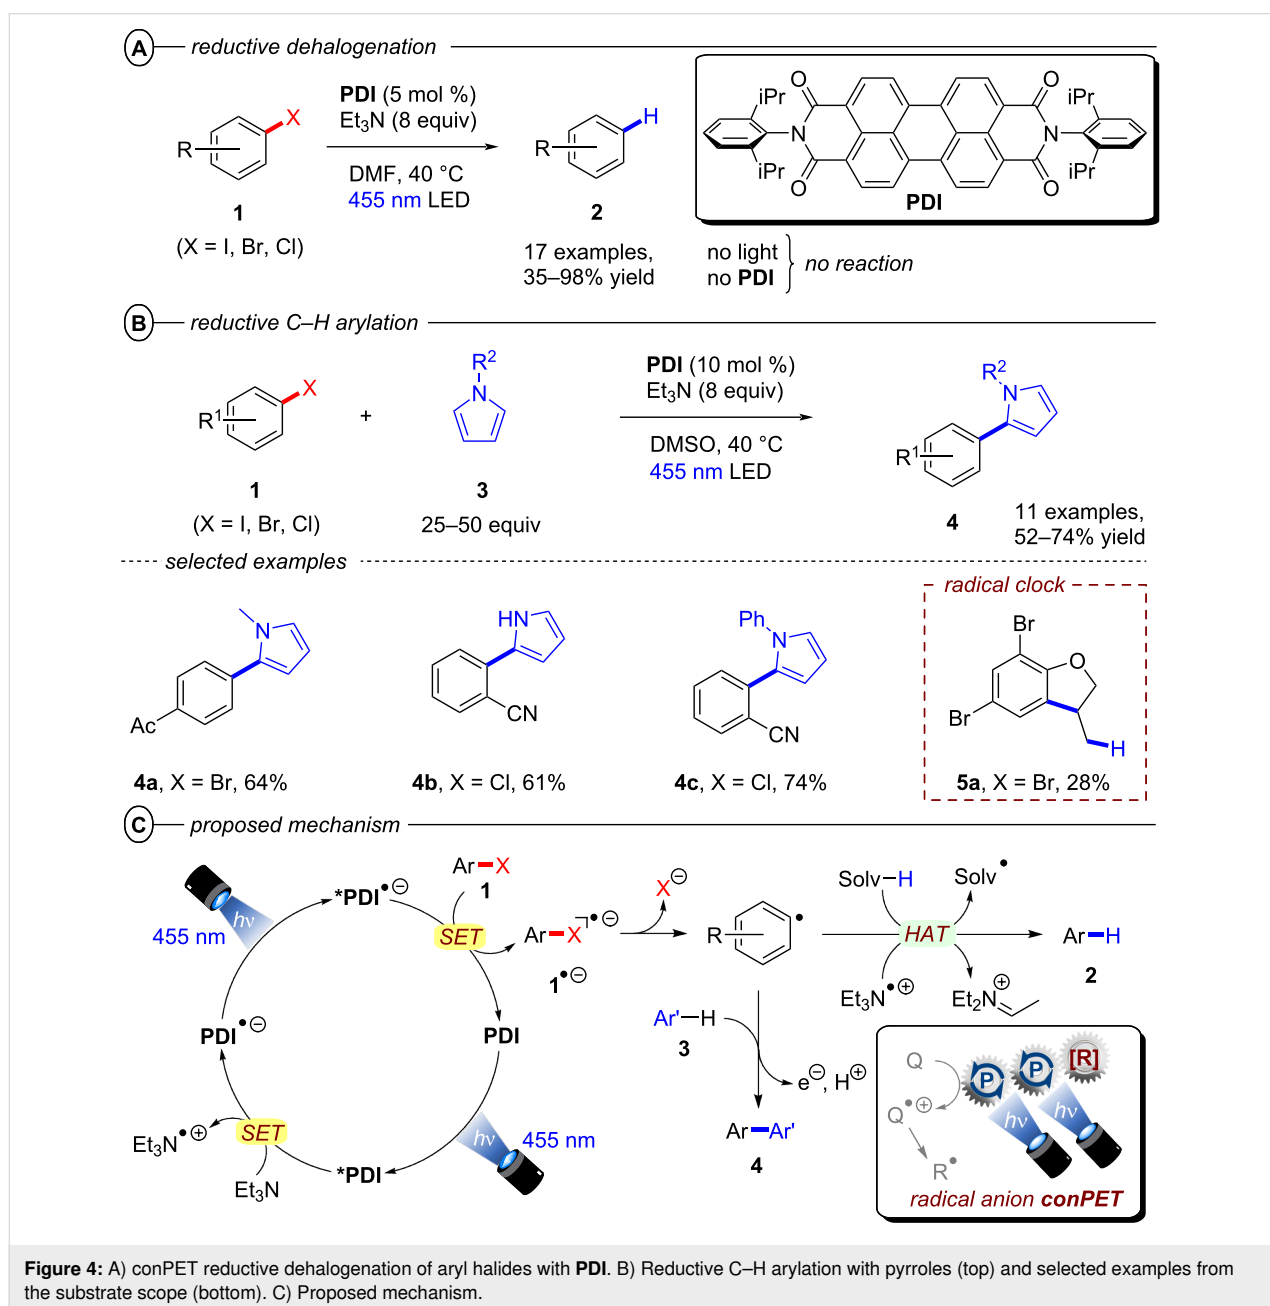 A reductive dehalogenation
R X
1
(X = I, Br, Cl)
PDI (5 mol %)
Et₃N (8 equiv)
DMF, 40 °C
455 nm LED
R H
2
17 examples,
35–98% yield
iPr O O iPr
N N
iPr O O iPr
PDI
no light
no PDI
no reaction
B reductive C–H arylation
R¹ X
1
(X = I, Br, Cl)
+
R²
N
3
25–50 equiv
PDI (10 mol %)
Et₃N (8 equiv)
DMSO, 40 °C
455 nm LED
R²
N
R¹
4
11 examples,
52–74% yield
selected examples
N
Ac
4a, X = Br, 64%
HN
CN
4b, X = Cl, 61%
Ph
N
CN
4c, X = Cl, 74%
radical clock
Br
O
Br
H
5a, X = Br, 28%
C proposed mechanism
hν
455 nm
*PDI•⊖
Ar–X
1
SET
Ar–X •⊖
1•⊖
X⊖
R •
Solv–H
Solv•
HAT
Et₃N•⊕
Et₂N⊕
Ar–H
2
PDI•⊖
PDI
Ar'–H
3
e⊖, H⊕
Ar–Ar'
4
Et₃N•⊕
SET
Et₃N
*PDI
hν
455 nm
Q
Q•⊕
R•
P
P
[R]
hν
hν
radical anion conPET
Figure 4: A) conPET reductive dehalogenation of aryl halides with PDI. B) Reductive C–H arylation with pyrroles (top) and selected examples from
the substrate scope (bottom). C) Proposed mechanism.